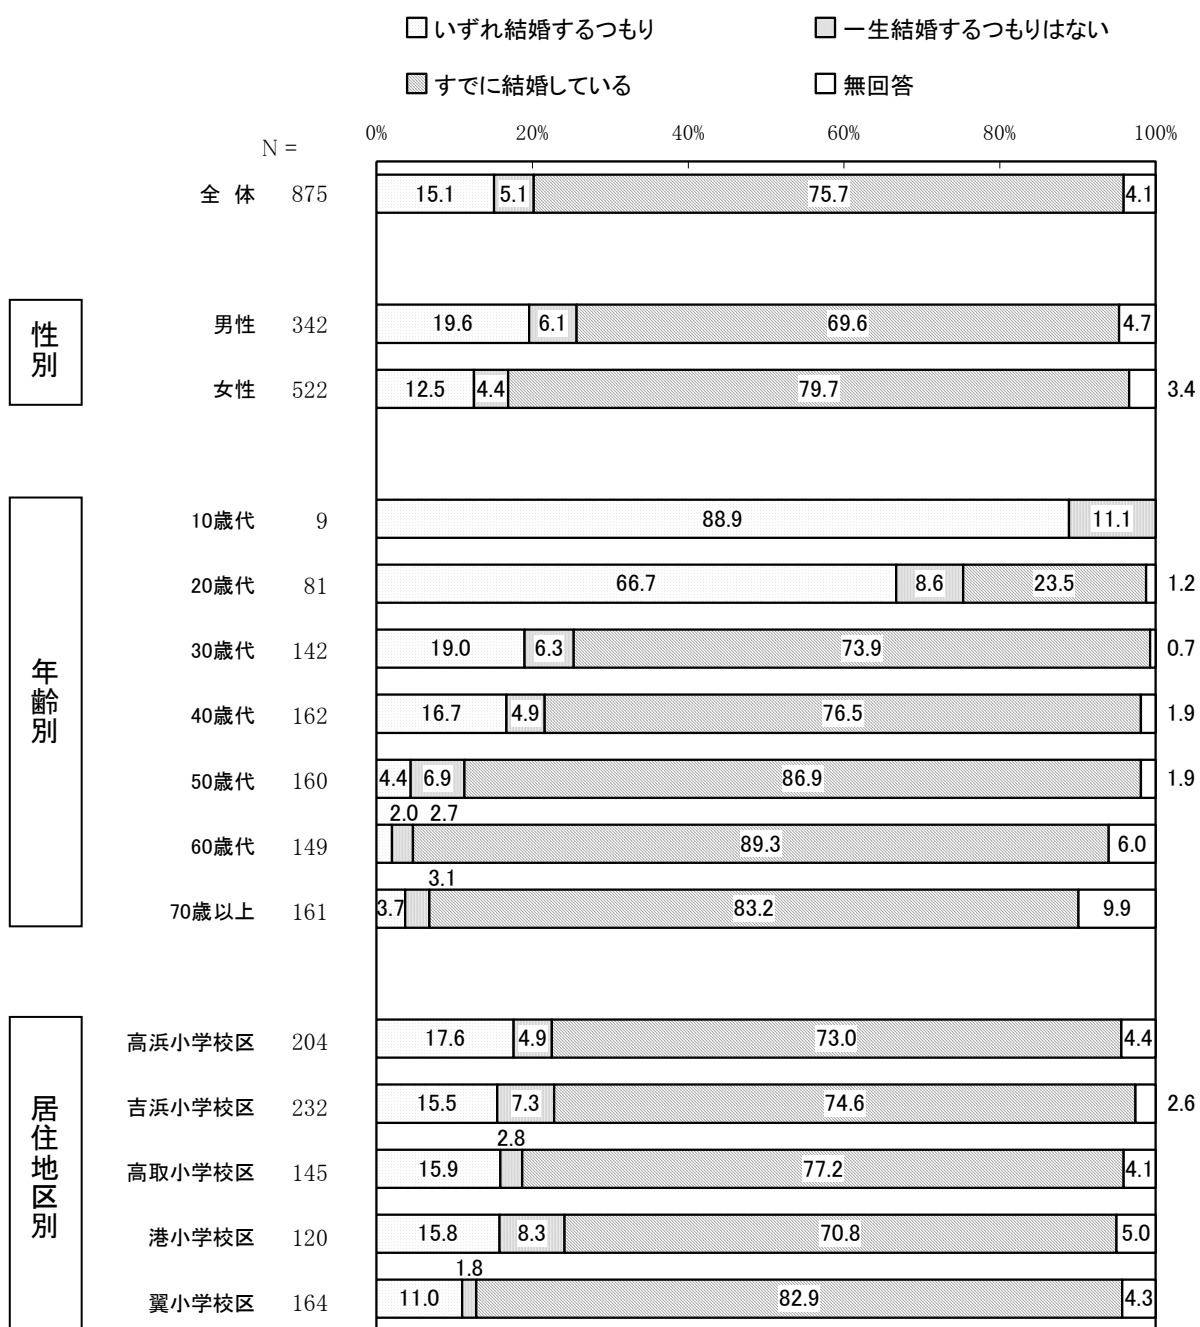 いずれ結婚するつもり 一生結婚するつもりはない
すでに結婚している 無回答
0% 20% 40% 60% 80% 100%
N =
全 体 875 15.1 5.1 75.7 4.1
性別
男性 342 19.6 6.1 69.6 4.7
女性 522 12.5 4.4 79.7 3.4
年齢別
10歳代 9 88.9 11.1
20歳代 81 66.7 8.6 23.5 1.2
30歳代 142 19.0 6.3 73.9 0.7
40歳代 162 16.7 4.9 76.5 1.9
50歳代 160 4.4 6.9 86.9 1.9
2.0 2.7
60歳代 149 89.3 6.0
3.1
70歳以上 161 3.7 83.2 9.9
居住地区別
高浜小学校区 204 17.6 4.9 73.0 4.4
吉浜小学校区 232 15.5 7.3 74.6 2.6
2.8
高取小学校区 145 15.9 77.2 4.1
港小学校区 120 15.8 8.3 70.8 5.0
1.8
翼小学校区 164 11.0 82.9 4.3